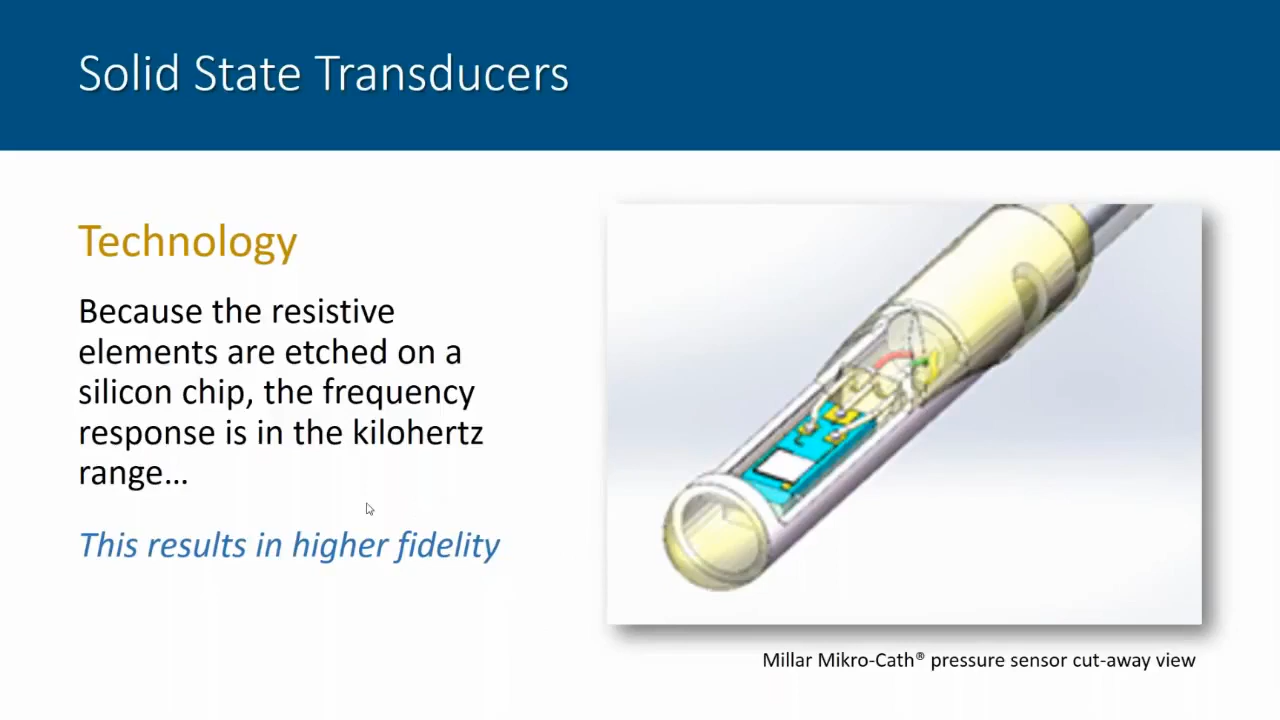 Solid State Transducers
Technology
Because the resistive
elements are etched on a
silicon chip, the frequency
response is in the kilohertz
range…
This results in higher fidelity
Millar Mikro-Cath® pressure sensor cut-away view